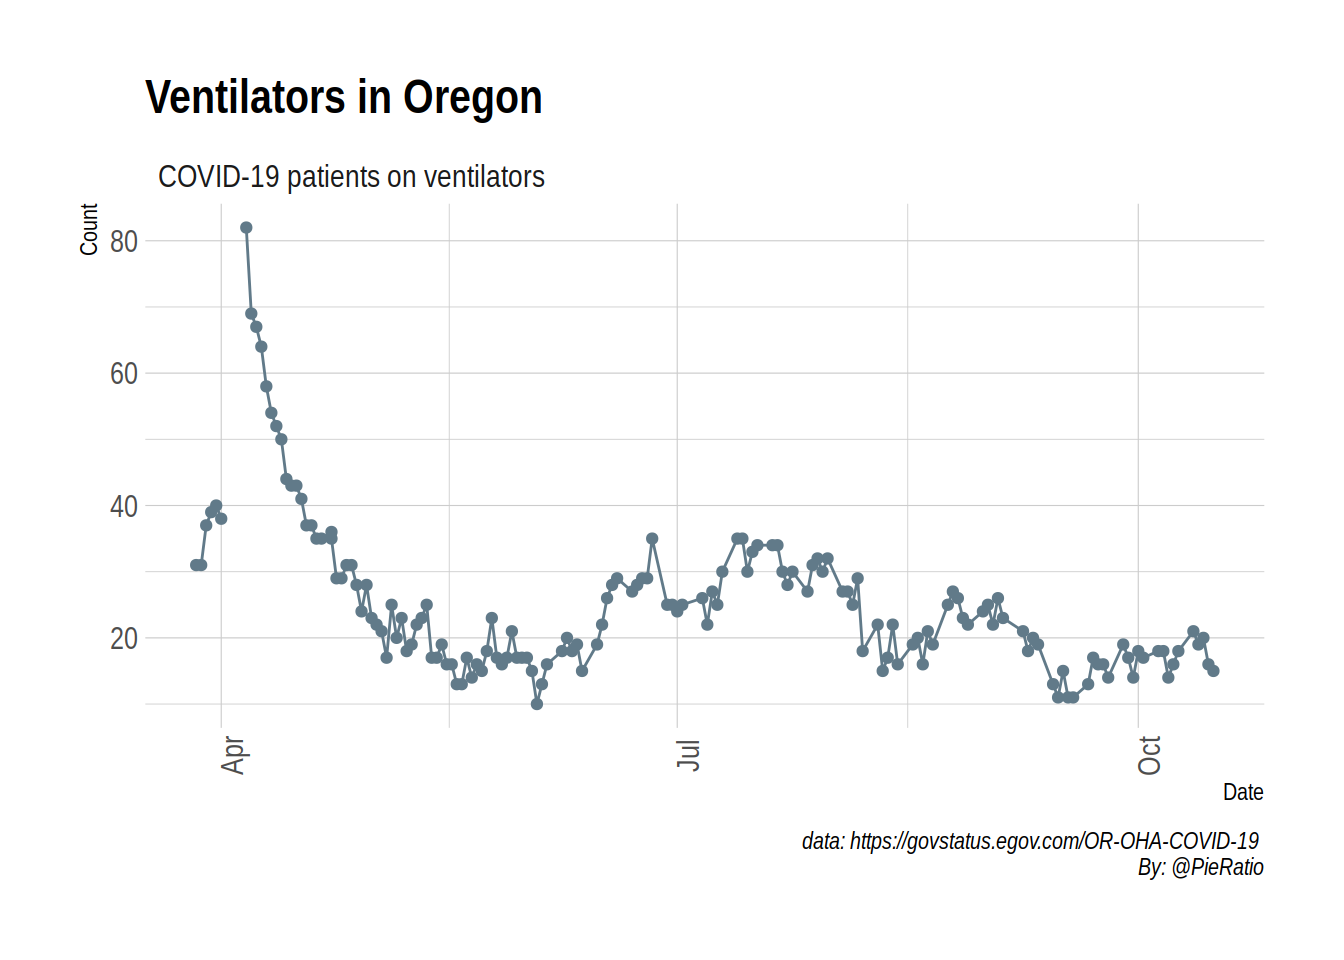 Ventilators in Oregon
COVID-19 patients on ventilators
Count
80
60
40
20
Apr
Jul
Oct
Date
data: https://govstatus.egov.com/OR-OHA-COVID-19
By: @PieRatio